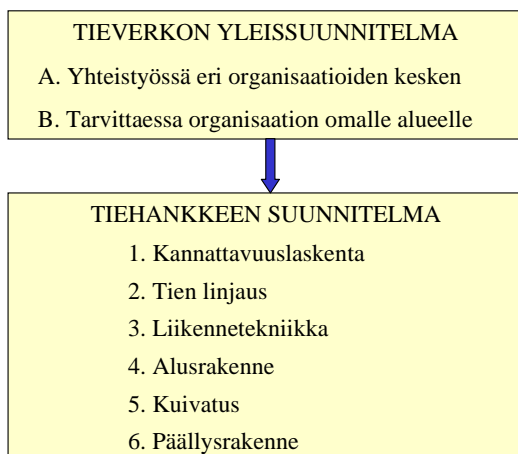 TIEVERKON YLEISSUUNNITELMA
A. Yhteistyössä eri organisaatioiden kesken
B. Tarvittaessa organisaation omalle alueelle
TIEHANKKEEN SUUNNITELMA
1. Kannattavuuslaskenta
2. Tien linjaus
3. Liikennetekniikka
4. Alusrakenne
5. Kuivatus
6. Päällysrakenne